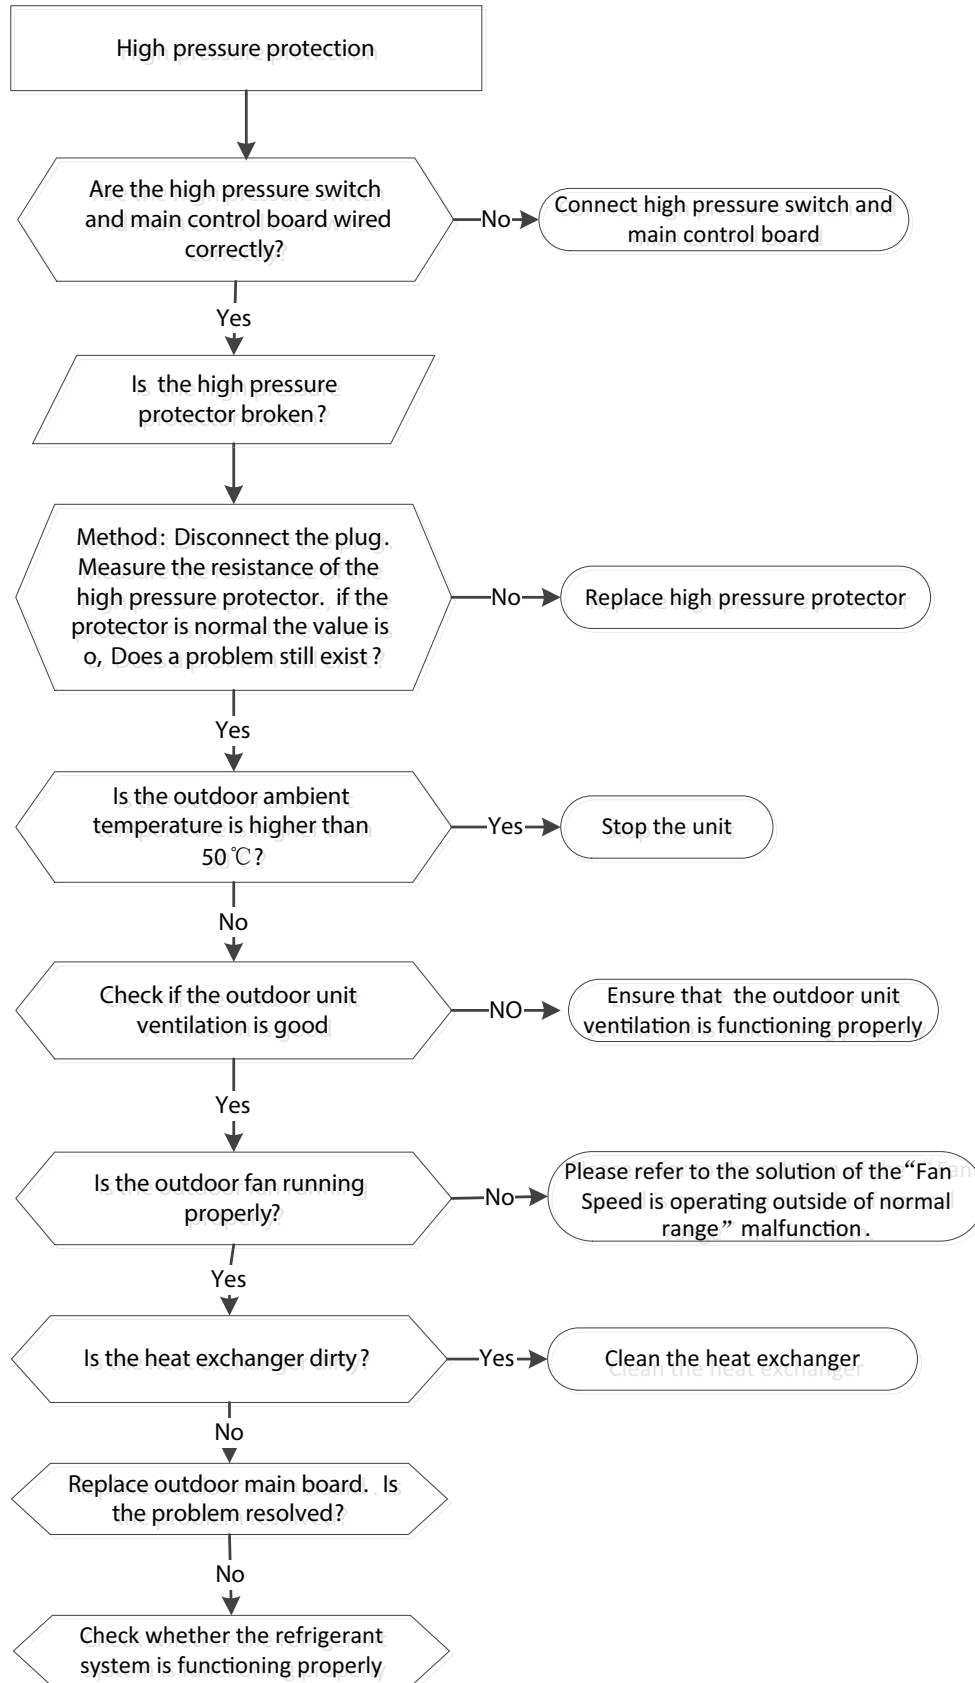 High pressure protection
Are the high pressure switch
and main control board wired
correctly?
No
Connect high pressure switch and
main control board
Yes
Is the high pressure
protector broken?
Method: Disconnect the plug.
Measure the resistance of the
high pressure protector. if the
protector is normal the value is
o, Does a problem still exist?
No
Replace high pressure protector
Yes
Is the outdoor ambient
temperature is higher than
50℃?
Yes
Stop the unit
No
Check if the outdoor unit
ventilation is good
NO
Ensure that the outdoor unit
ventilation is functioning properly
Yes
Is the outdoor fan running
properly?
No
Please refer to the solution of the“Fan
Speed is operating outside of normal
range” malfunction.
Yes
Is the heat exchanger dirty?
Yes
Clean the heat exchanger
No
Replace outdoor main board. Is
the problem resolved?
No
Check whether the refrigerant
system is functioning properly